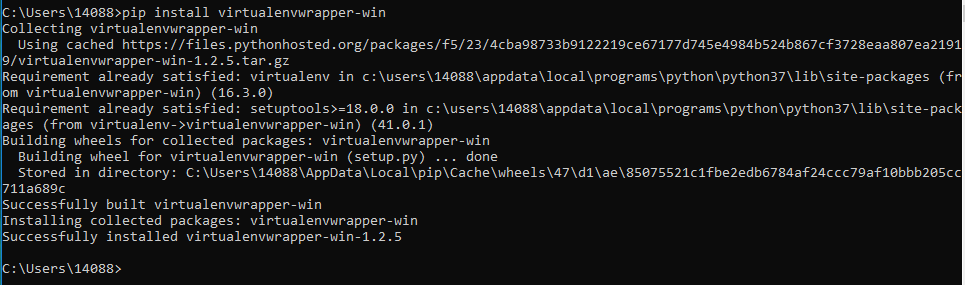 C:\Users\14088>pip install virtualenvwrapper-win
Collecting virtualenvwrapper-win
  Using cached https://files.pythonhosted.org/packages/f5/23/4cba98733b9122219ce67177d745e4984b524b867cf3728eaa807ea2191
9/virtualenvwrapper-win-1.2.5.tar.gz
Requirement already satisfied: virtualenv in c:\users\14088\appdata\local\programs\python\python37\lib\site-packages (fr
om virtualenvwrapper-win) (16.3.0)
Requirement already satisfied: setuptools>=18.0.0 in c:\users\14088\appdata\local\programs\python\python37\lib\site-pack
ages (from virtualenv->virtualenvwrapper-win) (41.0.1)
Building wheels for collected packages: virtualenvwrapper-win
  Building wheel for virtualenvwrapper-win (setup.py) ... done
  Stored in directory: C:\Users\14088\AppData\Local\pip\Cache\wheels\47\d1\ae\85075521c1fbe2edb6784af24ccc79af10bbb205cc
711a689c
Successfully built virtualenvwrapper-win
Installing collected packages: virtualenvwrapper-win
Successfully installed virtualenvwrapper-win-1.2.5
C:\Users\14088>